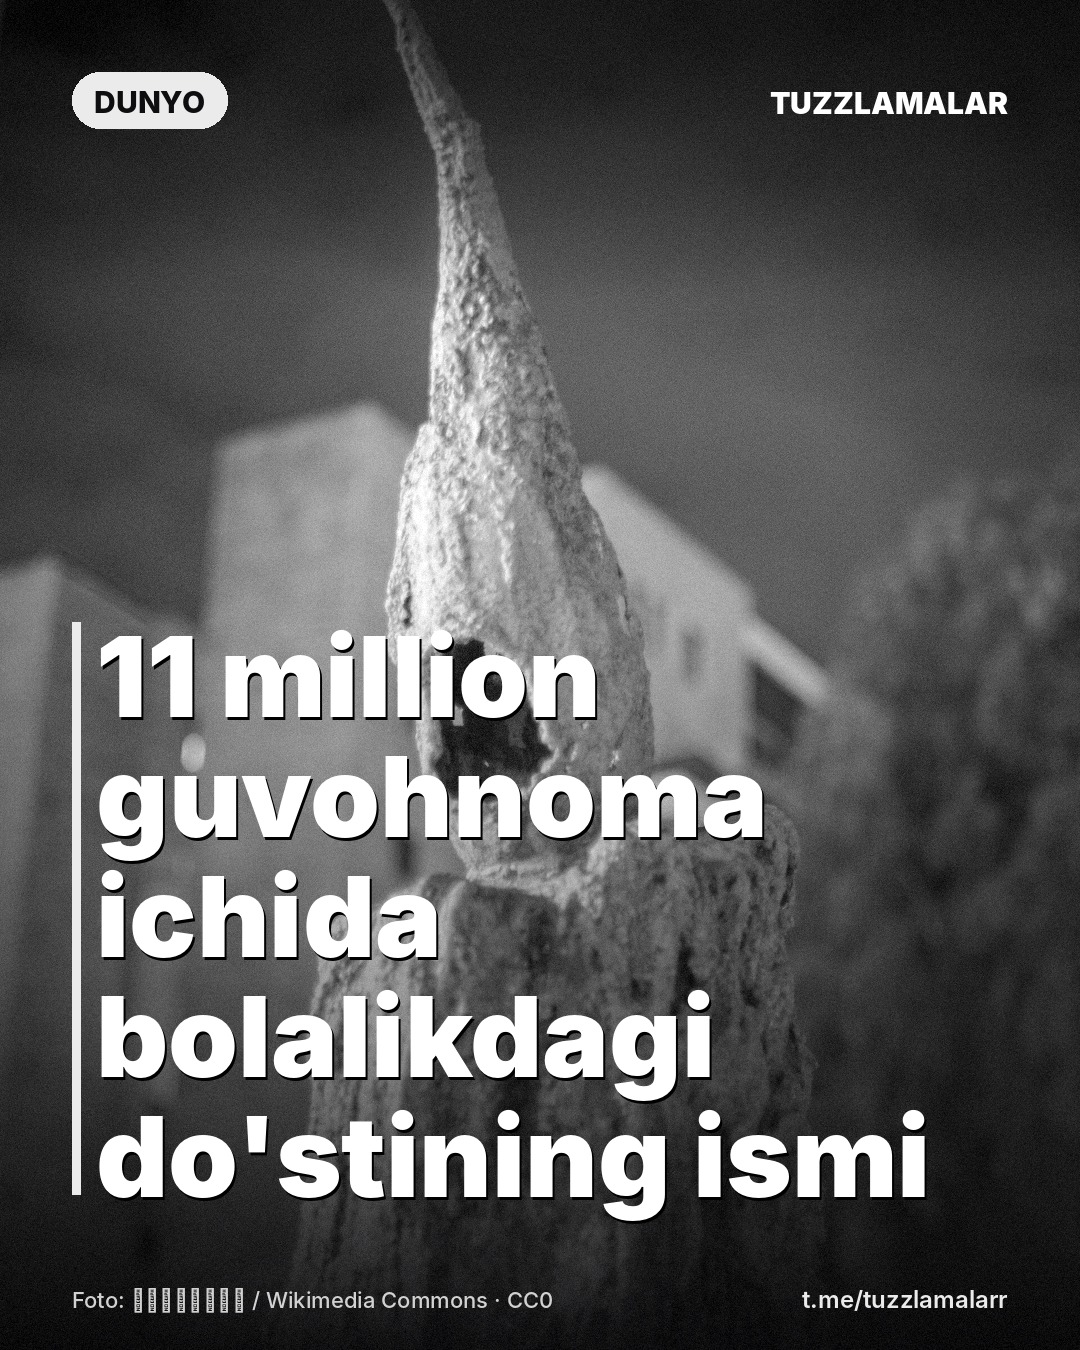 DUNYO
TUZZLAMALAR
11 million
guvohnoma
ichida
bolalikdagi
do'stining ismi
Foto: / Wikimedia Commons · CC0
t.me/tuzzlamalarr